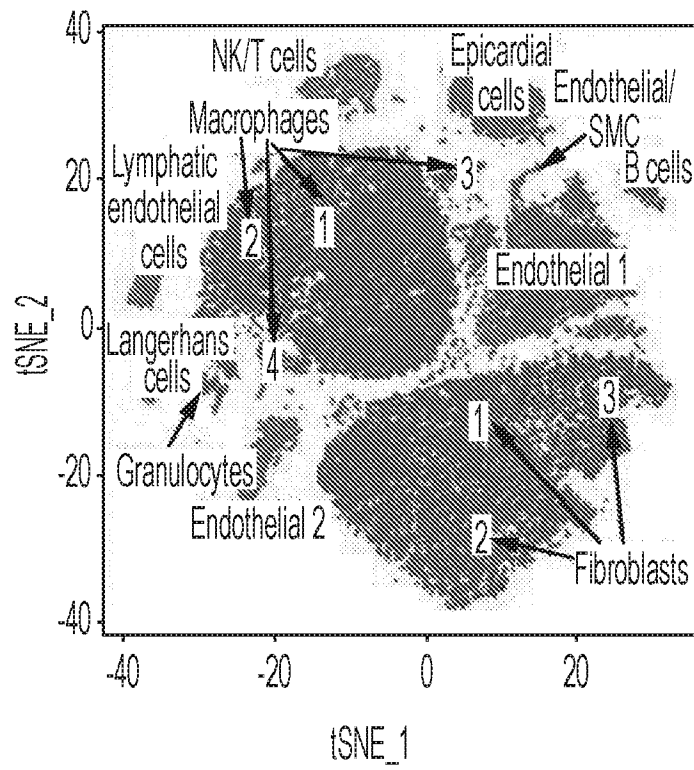 40
NK/T cells
Epicardial
cells
Endothelial/
SMC
Macrophages
B cells
Lymphatic
endothelial
cells
20
3
2
1
Endothelial 1
0
Langerhans
cells
4
1
3
Granulocytes
-20
Endothelial 2
2
Fibroblasts
-40
-40
-20
0
20
tSNE_2
tSNE_1